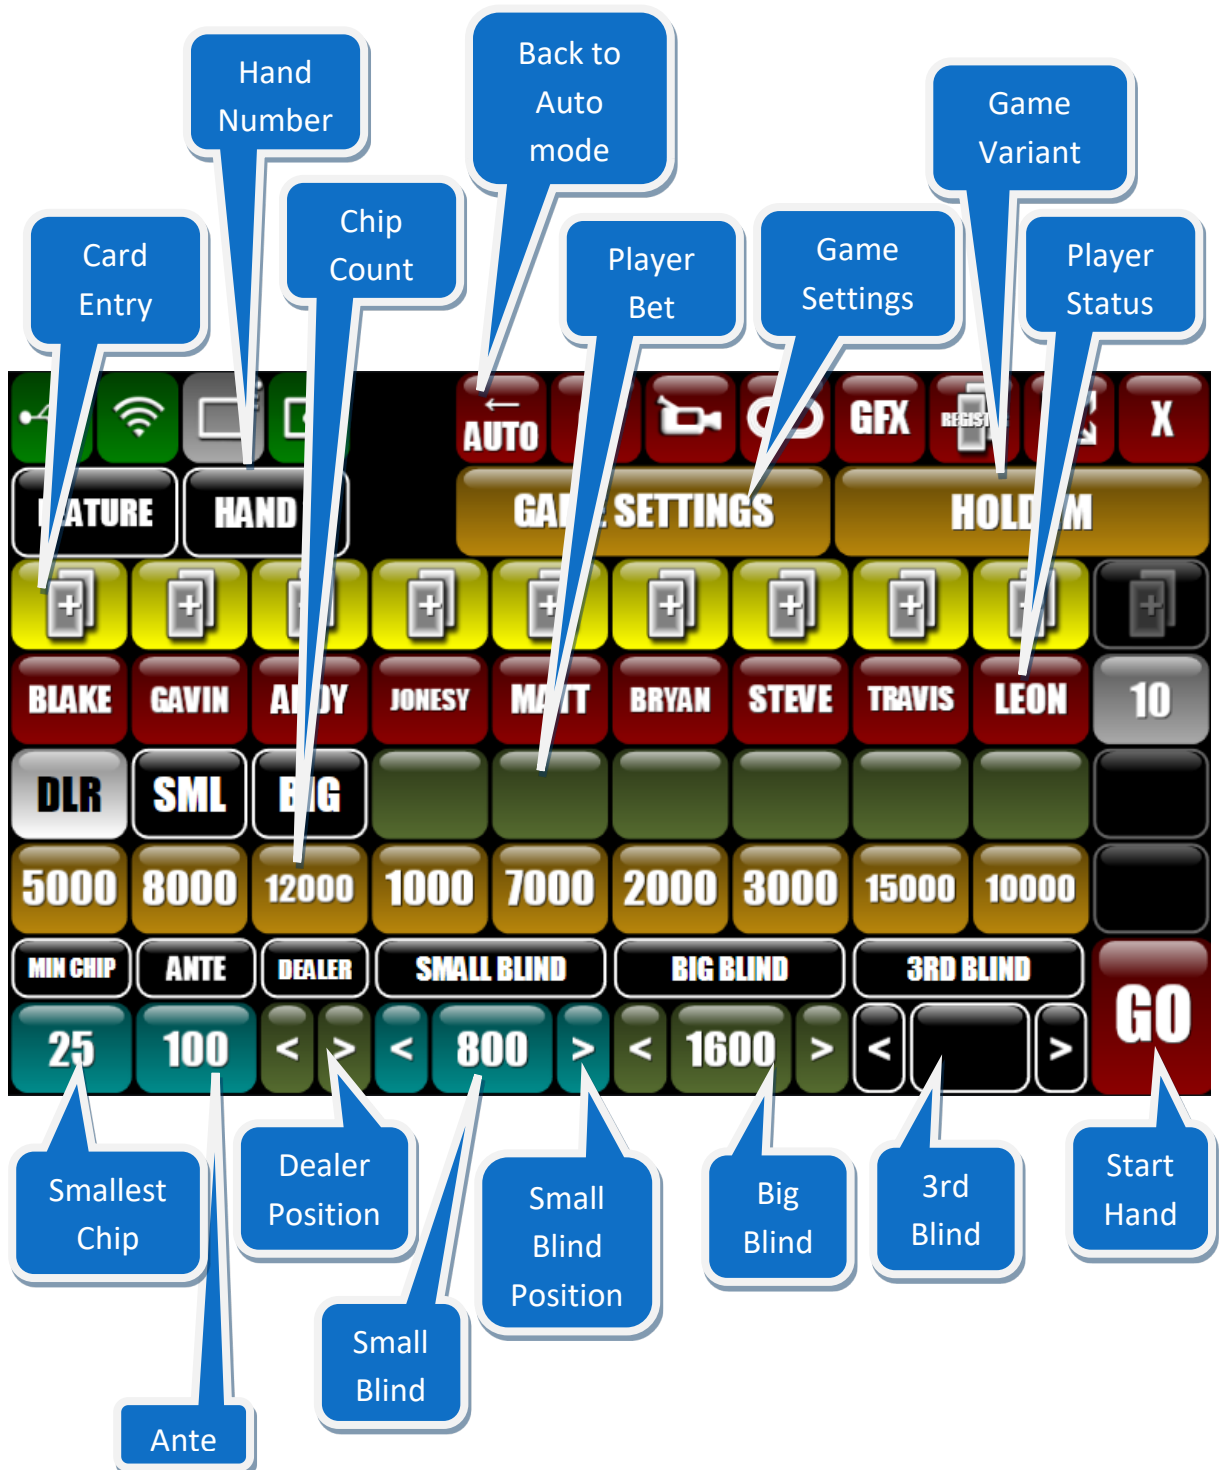 Hand
Number
Back to
Auto
mode
Game
Variant
Card
Entry
Chip
Count
Player
Bet
Game
Settings
Player
Status
←
AUTO
GFX
X
HAND
SETTINGS
BLAKE
GAVIN
JONESY
BRYAN
STEVE
TRAVIS
LEON
10
DLR
SML
BIG
5000
8000
12000
1000
7000
2000
3000
15000
10000
MIN CHIP
ANTE
DEALER
SMALL BLIND
BIG BLIND
3RD BLIND
GO
25
100
<
>
<
800
>
<
1600
>
<
>
Smallest
Chip
Dealer
Position
Small
Blind
Position
Big
Blind
3rd
Blind
Start
Hand
Small
Blind
Ante